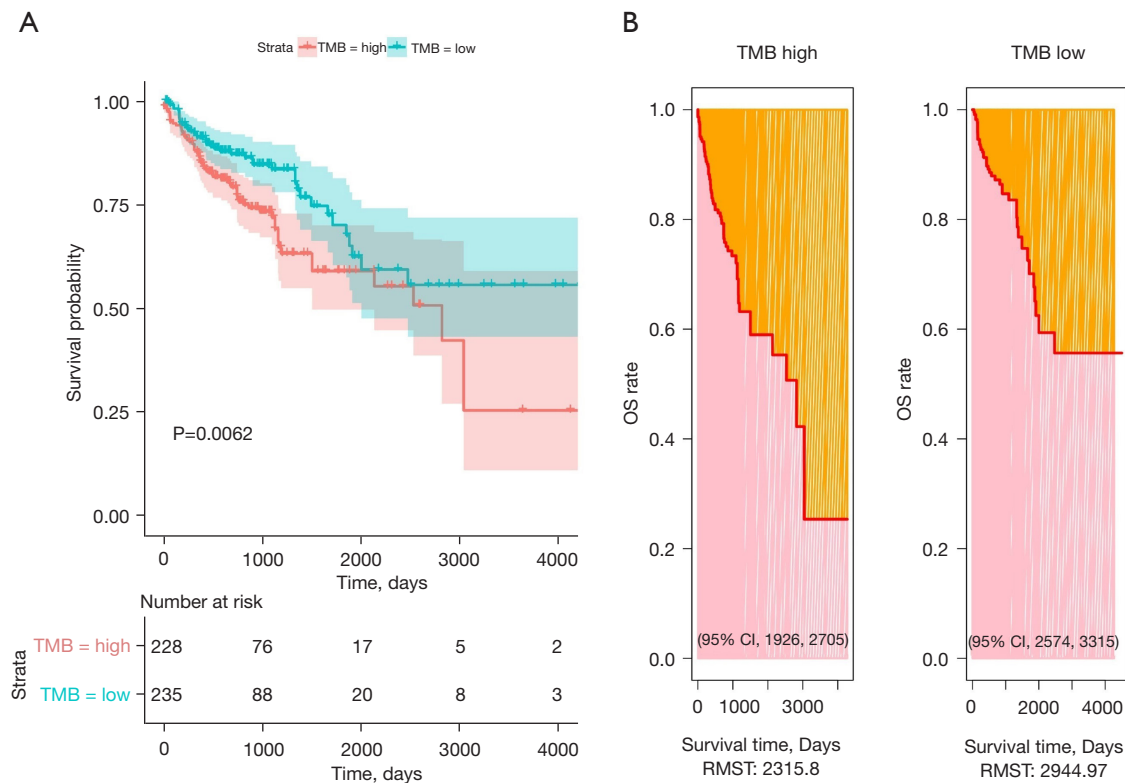 A
Strata TMB = high TMB = low
1.00
0.75
0.50
0.25
0.00
Survival probability
P=0.0062
0 1000 2000 3000 4000
Time, days
Number at risk
Strata
TMB = high 228 76 17 5 2
TMB = low 235 88 20 8 3
0 1000 2000 3000 4000
Time, days
B
TMB high
1.0
0.8
0.6
0.4
0.2
0.0
OS rate
(95% CI, 1926, 2705)
0 1000 3000
Survival time, Days
RMST: 2315.8
TMB low
1.0
0.8
0.6
0.4
0.2
0.0
OS rate
(95% CI, 2574, 3315)
0 2000 4000
Survival time, Days
RMST: 2944.97